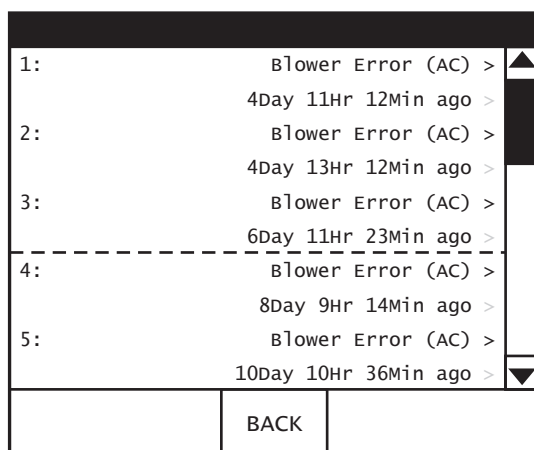 1: Blower Error (AC) >
4Day 11Hr 12Min ago >
2: Blower Error (AC) >
4Day 13Hr 12Min ago >
3: Blower Error (AC) >
6Day 11Hr 23Min ago >
4: Blower Error (AC) >
8Day 9Hr 14Min ago >
5: Blower Error (AC) >
10Day 10Hr 36Min ago >
BACK